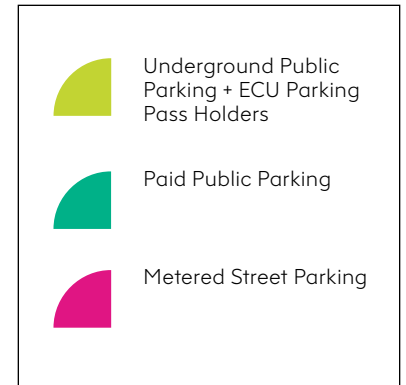 Underground Public
Parking + ECU Parking
Pass Holders
Paid Public Parking
Metered Street Parking